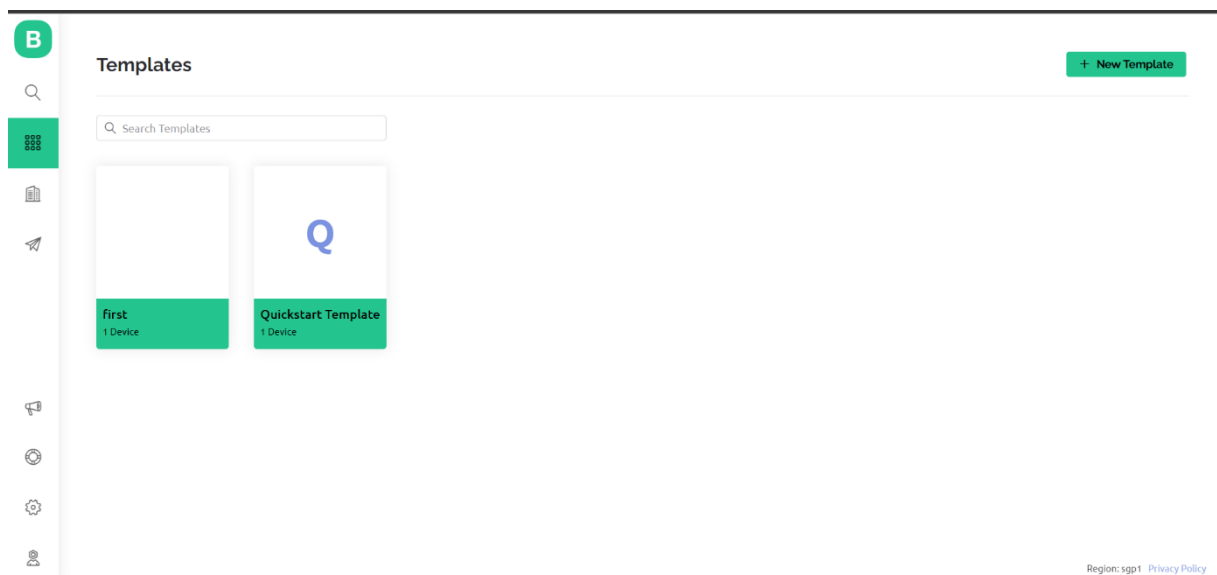 B
Templates
+ New Template
Search Templates
Q
first
1 Device
Quickstart Template
1 Device
Region: sgp1 Privacy Policy